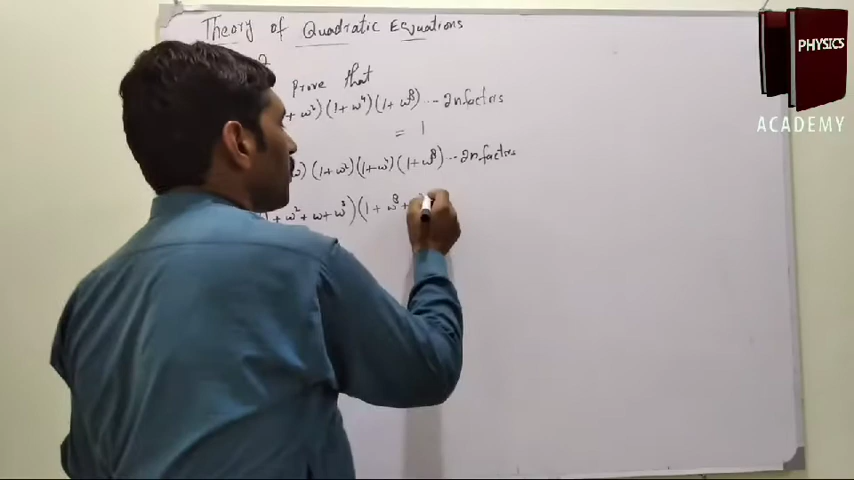 Theory of Quadratic Equations
Q
Prove that
+ ω²)(1+ω⁴)(1+ω⁸)--2n factors
= 1
)(1+ω²)(1+ω⁴)(1+ω⁸)--2n factors
+ ω² + ω + ω³)(1 + ω⁸ +
PHYSICS
ACADEMY